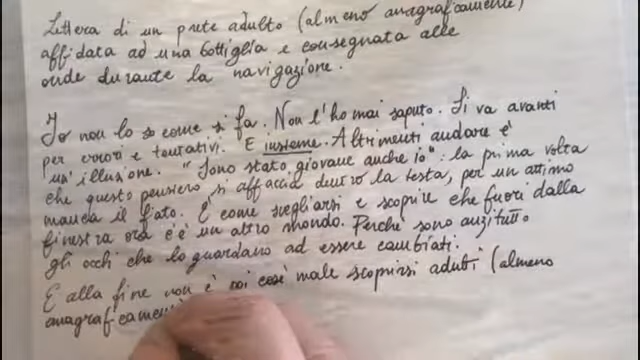 Lettera di un prete adulto (almeno anagraficamente)
affidata ad una bottiglia e consegnata alle
onde durante la navigazione.
Io non lo so come si fa. Non l'ho mai saputo. Si va avanti
per errori e tentativi. E insieme. Altrimenti andare è
un'illusione. "Sono stato giovane anche io": la prima volta
che questo pensiero si affaccia dentro la testa, per un attimo
manca il fiato. È come svegliarsi e scoprire che fuori dalla
finestra ora c'è un altro mondo. Perché sono anzitutto
gli occhi che lo guardano ad essere cambiati.
E alla fine non è poi così male scoprirsi adulti (almeno
anagraficamen